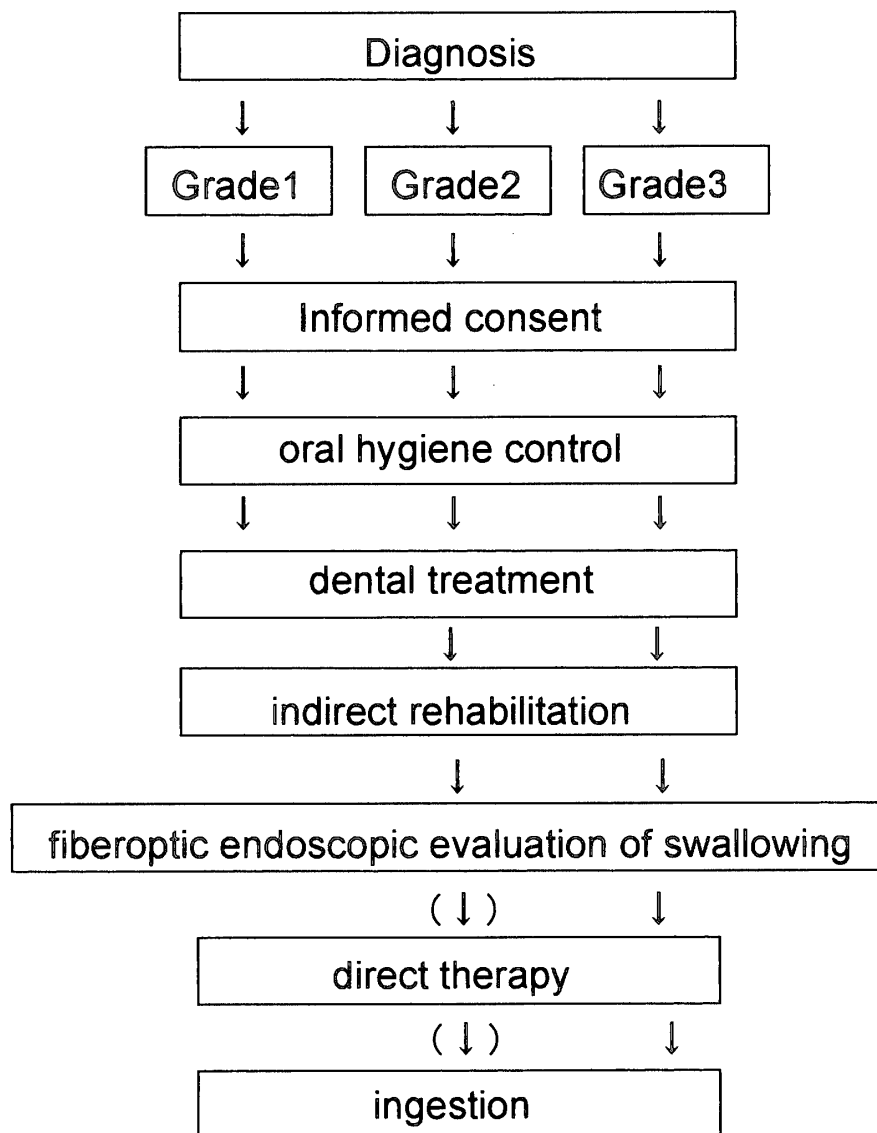 Diagnosis
↓ ↓ ↓
Grade1 Grade2 Grade3
↓ ↓ ↓
Informed consent
↓ ↓ ↓
oral hygiene control
↓ ↓ ↓
dental treatment
↓ ↓
indirect rehabilitation
↓ ↓
fiberoptic endoscopic evaluation of swallowing
(↓) ↓
direct therapy
(↓) ↓
ingestion